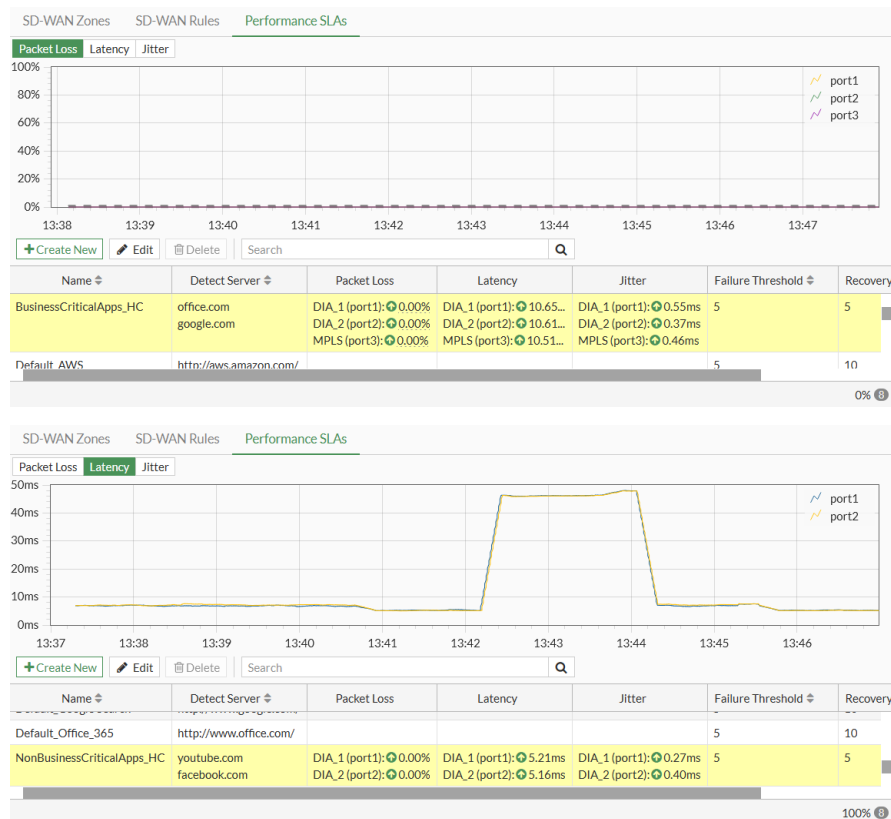 SD-WAN Zones SD-WAN Rules Performance SLAs
Packet Loss Latency Jitter
100%
80%
60%
40%
20%
0%
port1
port2
port3
13:38 13:39 13:40 13:41 13:42 13:43 13:44 13:45 13:46 13:47
+Create New Edit Delete Search
Name Detect Server Packet Loss Latency Jitter Failure Threshold Recovery
BusinessCriticalApps_HC office.com DIA_1 (port1): 0.00% DIA_1 (port1): 10.65... DIA_1 (port1): 0.55ms 5 5
google.com DIA_2 (port2): 0.00% DIA_2 (port2): 10.61... DIA_2 (port2): 0.37ms
MPLS (port3): 0.00% MPLS (port3): 10.51... MPLS (port3): 0.46ms
Default_AWS http://aws.amazon.com/ 5 10
0% 8
SD-WAN Zones SD-WAN Rules Performance SLAs
Packet Loss Latency Jitter
50ms
40ms
30ms
20ms
10ms
0ms
port1
port2
13:37 13:38 13:39 13:40 13:41 13:42 13:43 13:44 13:45 13:46
+Create New Edit Delete Search
Name Detect Server Packet Loss Latency Jitter Failure Threshold Recovery
Default_Office_365 http://www.office.com/ 5 10
NonBusinessCriticalApps_HC youtube.com DIA_1 (port1): 0.00% DIA_1 (port1): 5.21ms DIA_1 (port1): 0.27ms 5 5
facebook.com DIA_2 (port2): 0.00% DIA_2 (port2): 5.16ms DIA_2 (port2): 0.40ms
100% 8